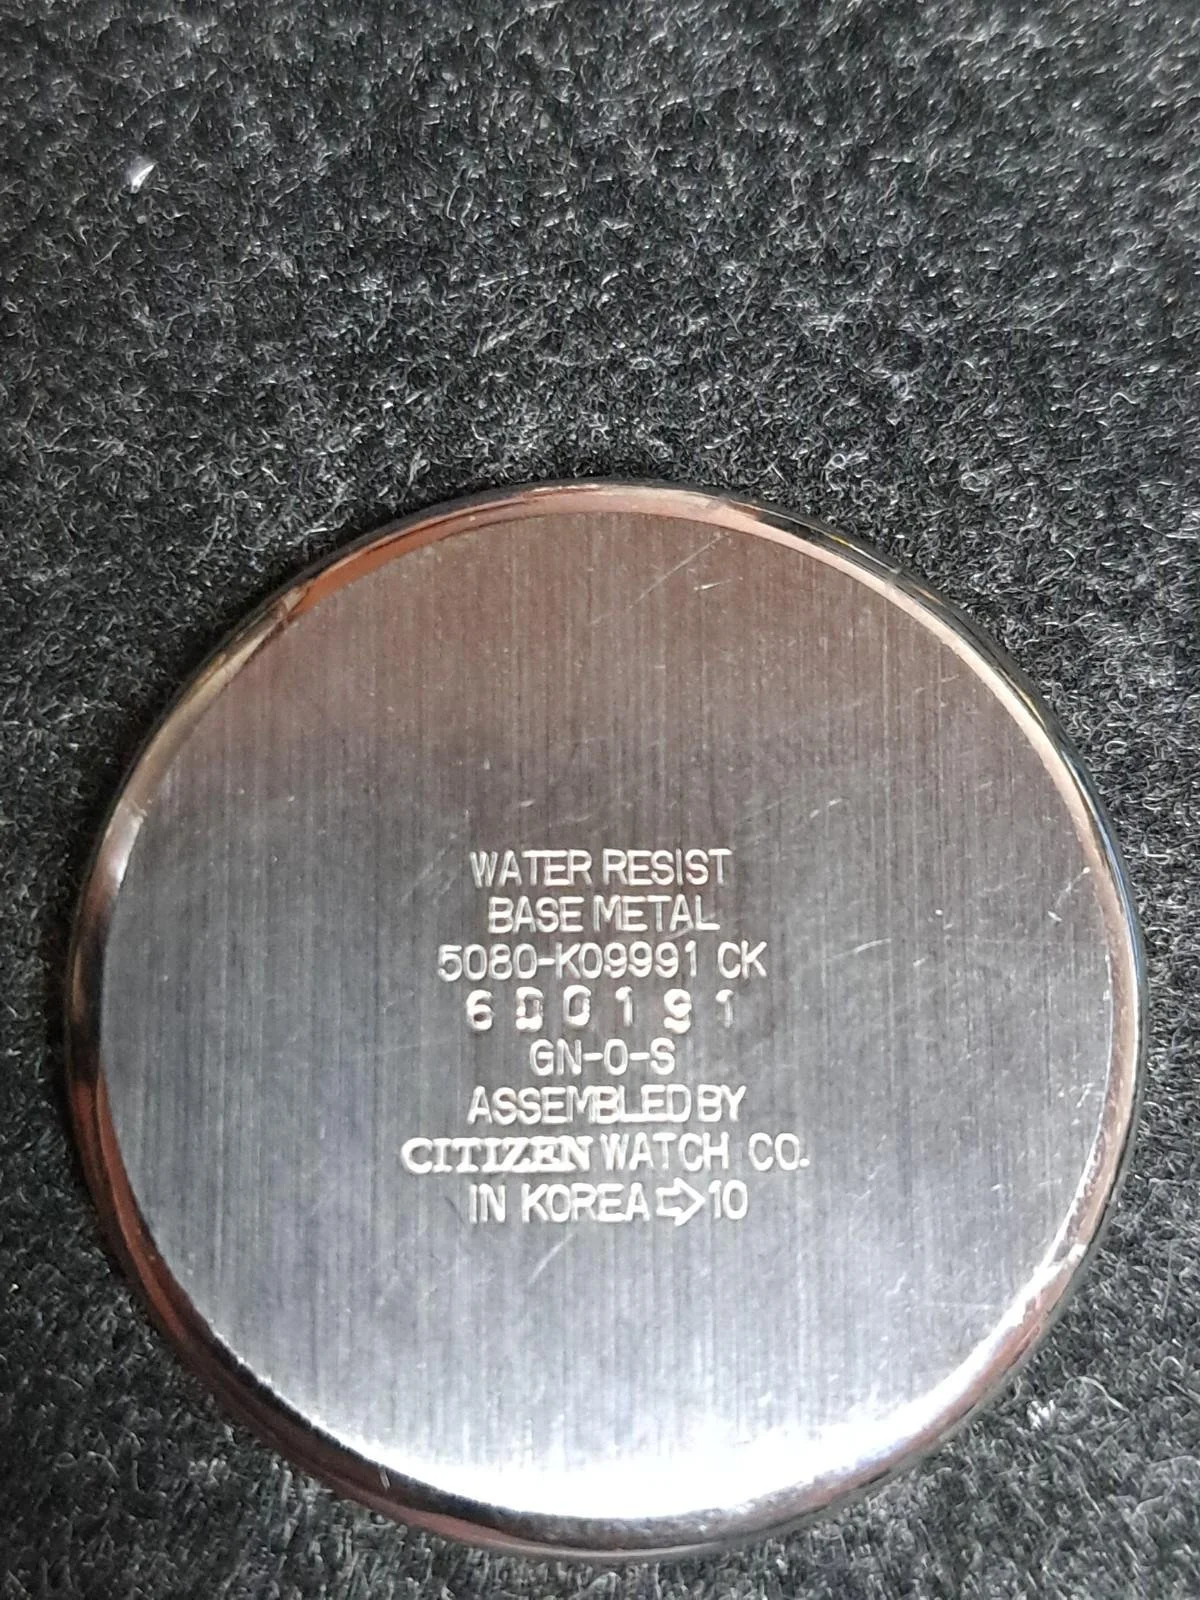 WATER RESIST
BASE METAL
5080-K09991 CK
600191
GN-0-S
ASSEMBLED BY
CITIZEN WATCH CO.
IN KOREA ⇨ 10